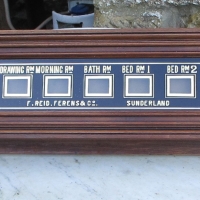 DRAWING RM MORNING RM BATH RM BED RM 1 BED RM 2
F. REID, FERENS & Co. SUNDERLAND